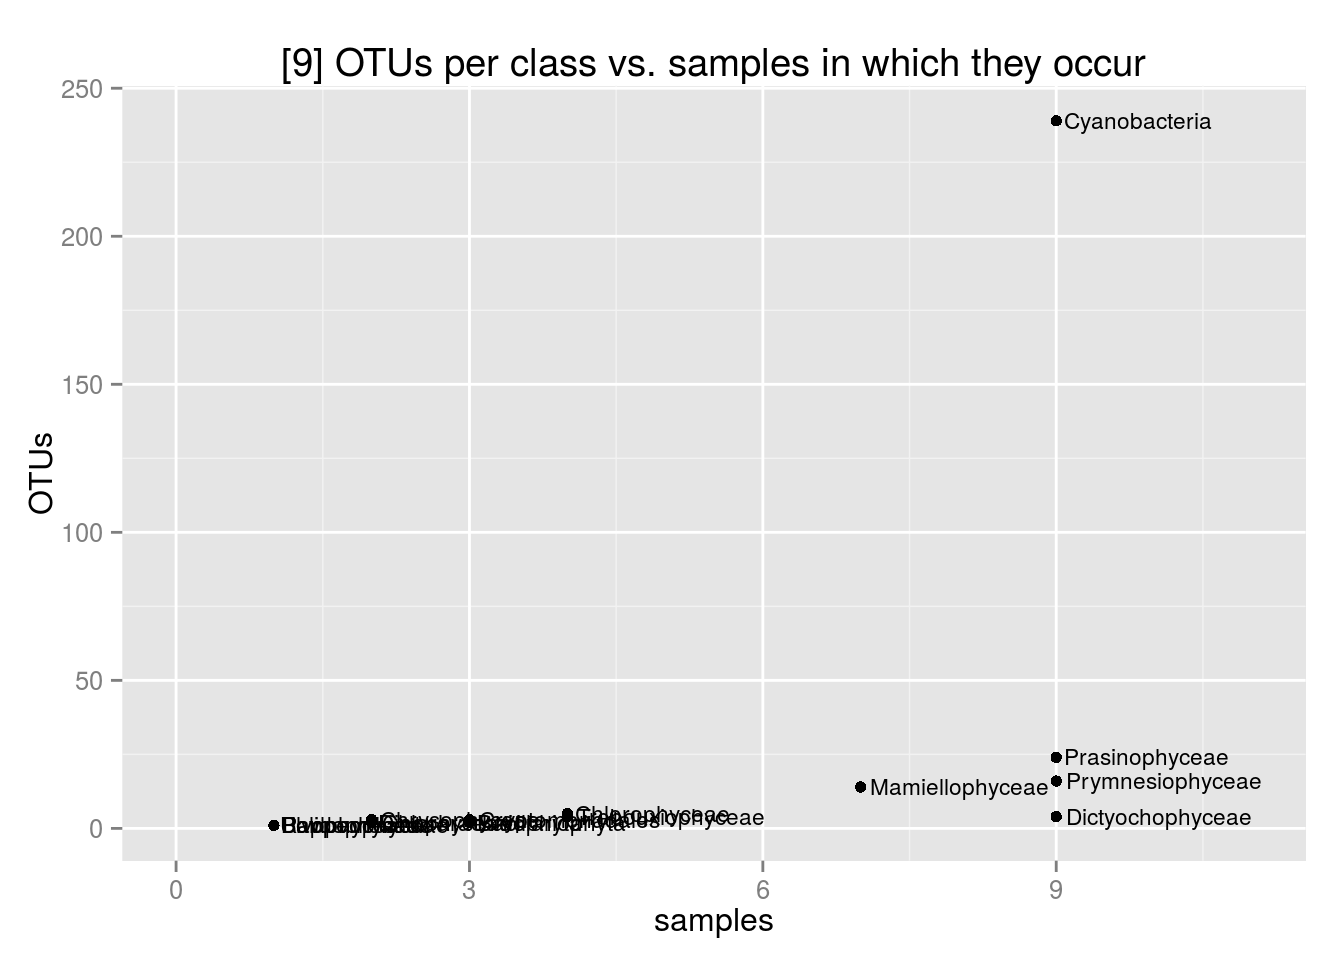 [9] OTUs per class vs. samples in which they occur
250
Cyanobacteria
200
150
OTUs
100
50
Prasinophyceae
Prymnesiophyceae
Mamiellophyceae
Chlorophyceae
Dictyochophyceae
0
0 3 6 9
samples